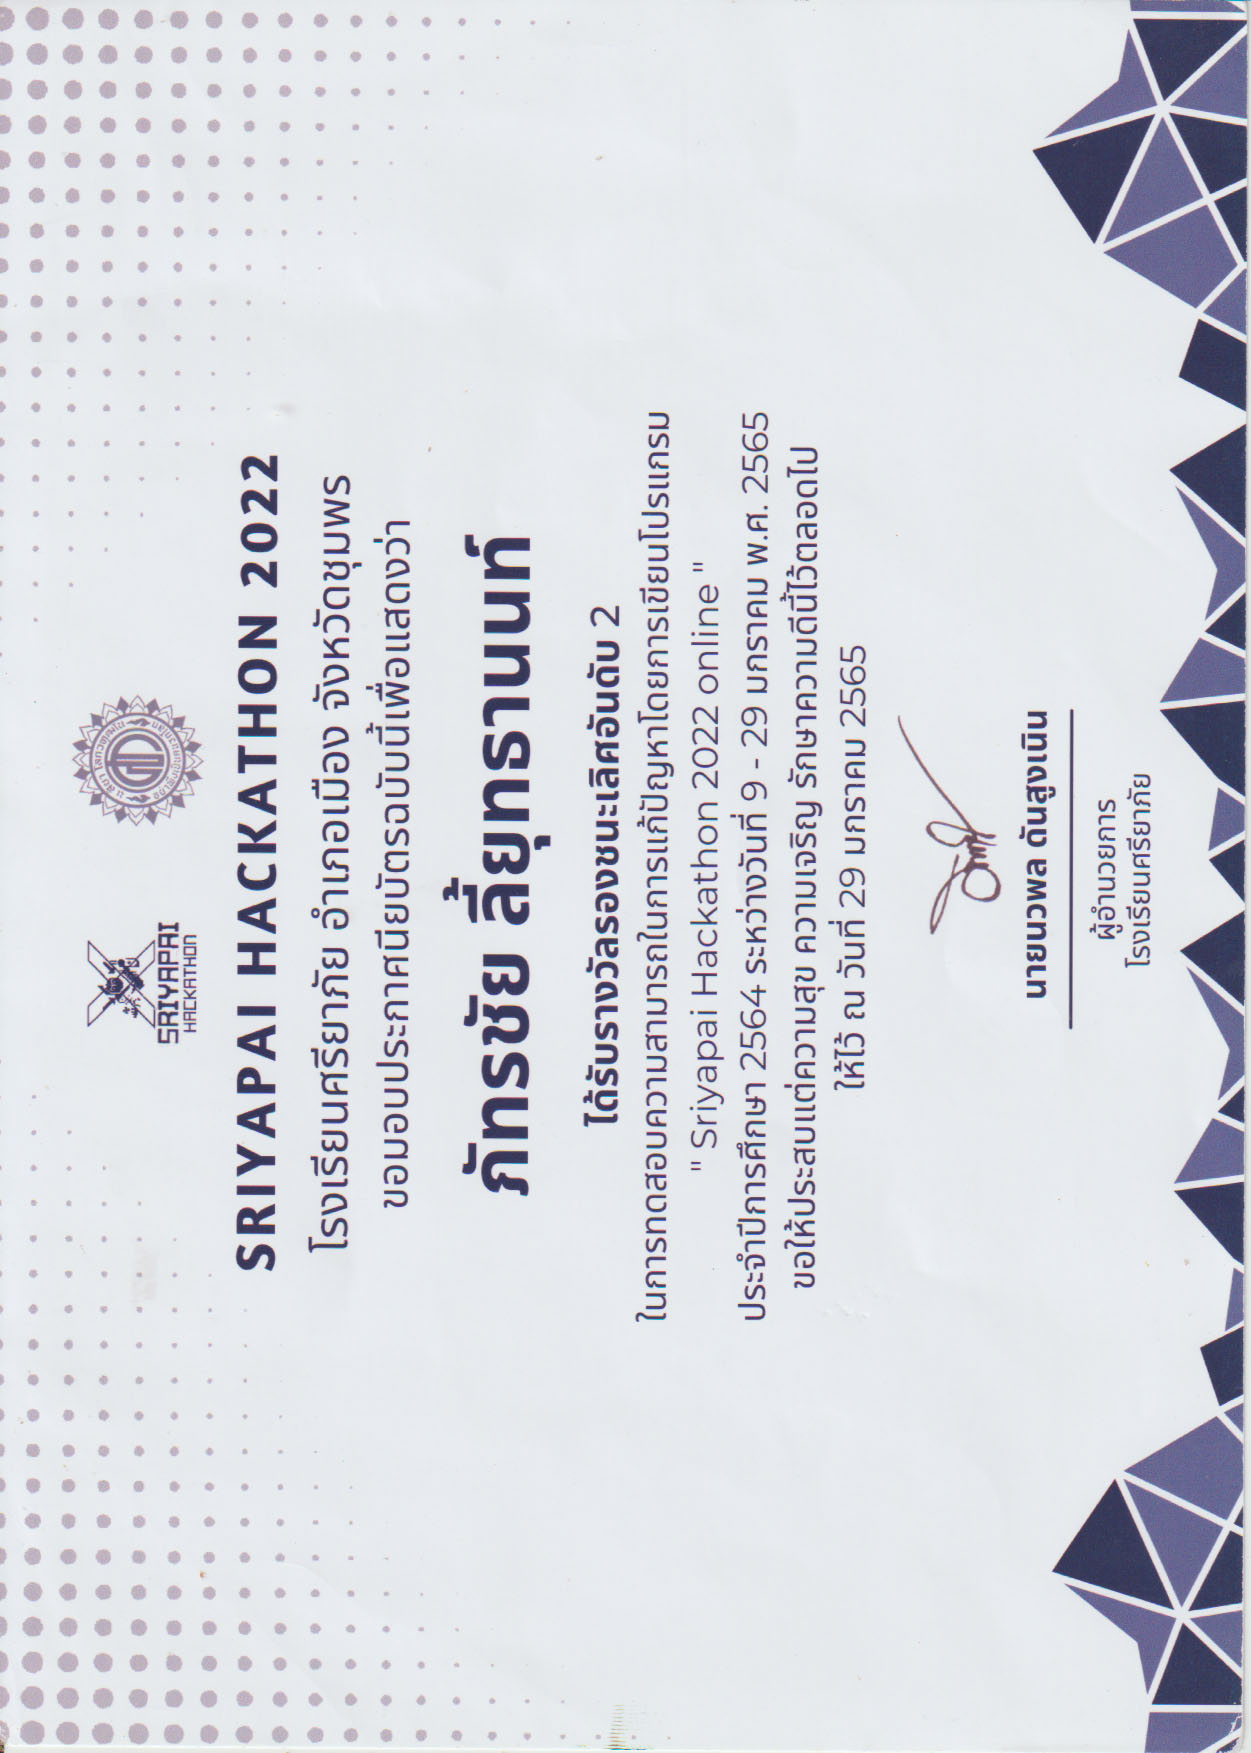 SRIYAPAI
HACKATHON
SRIYAPAI HACKATHON 2022
โรงเรียนศรียาภัย อำเภอเมือง จังหวัดชุมพร
ขอมอบประกาศนียบัตรฉบับนี้เพื่อแสดงว่า
ภัทรชัย ลี้ยุทธานนท์
ได้รับรางวัลรองชนะเลิศอันดับ 2
ในการทดสอบความสามารถในการแก้ปัญหาโดยการเขียนโปรแกรม
" Sriyapai Hackathon 2022 online "
ประจำปีการศึกษา 2564 ระหว่างวันที่ 9 - 29 มกราคม พ.ศ. 2565
ขอให้ประสบแต่ความสุข ความเจริญ รักษาความดีนี้ไว้ตลอดไป
ให้ไว้ ณ วันที่ 29 มกราคม 2565
นายนวพล ดันสูงเนิน
ผู้อำนวยการ
โรงเรียนศรียาภัย